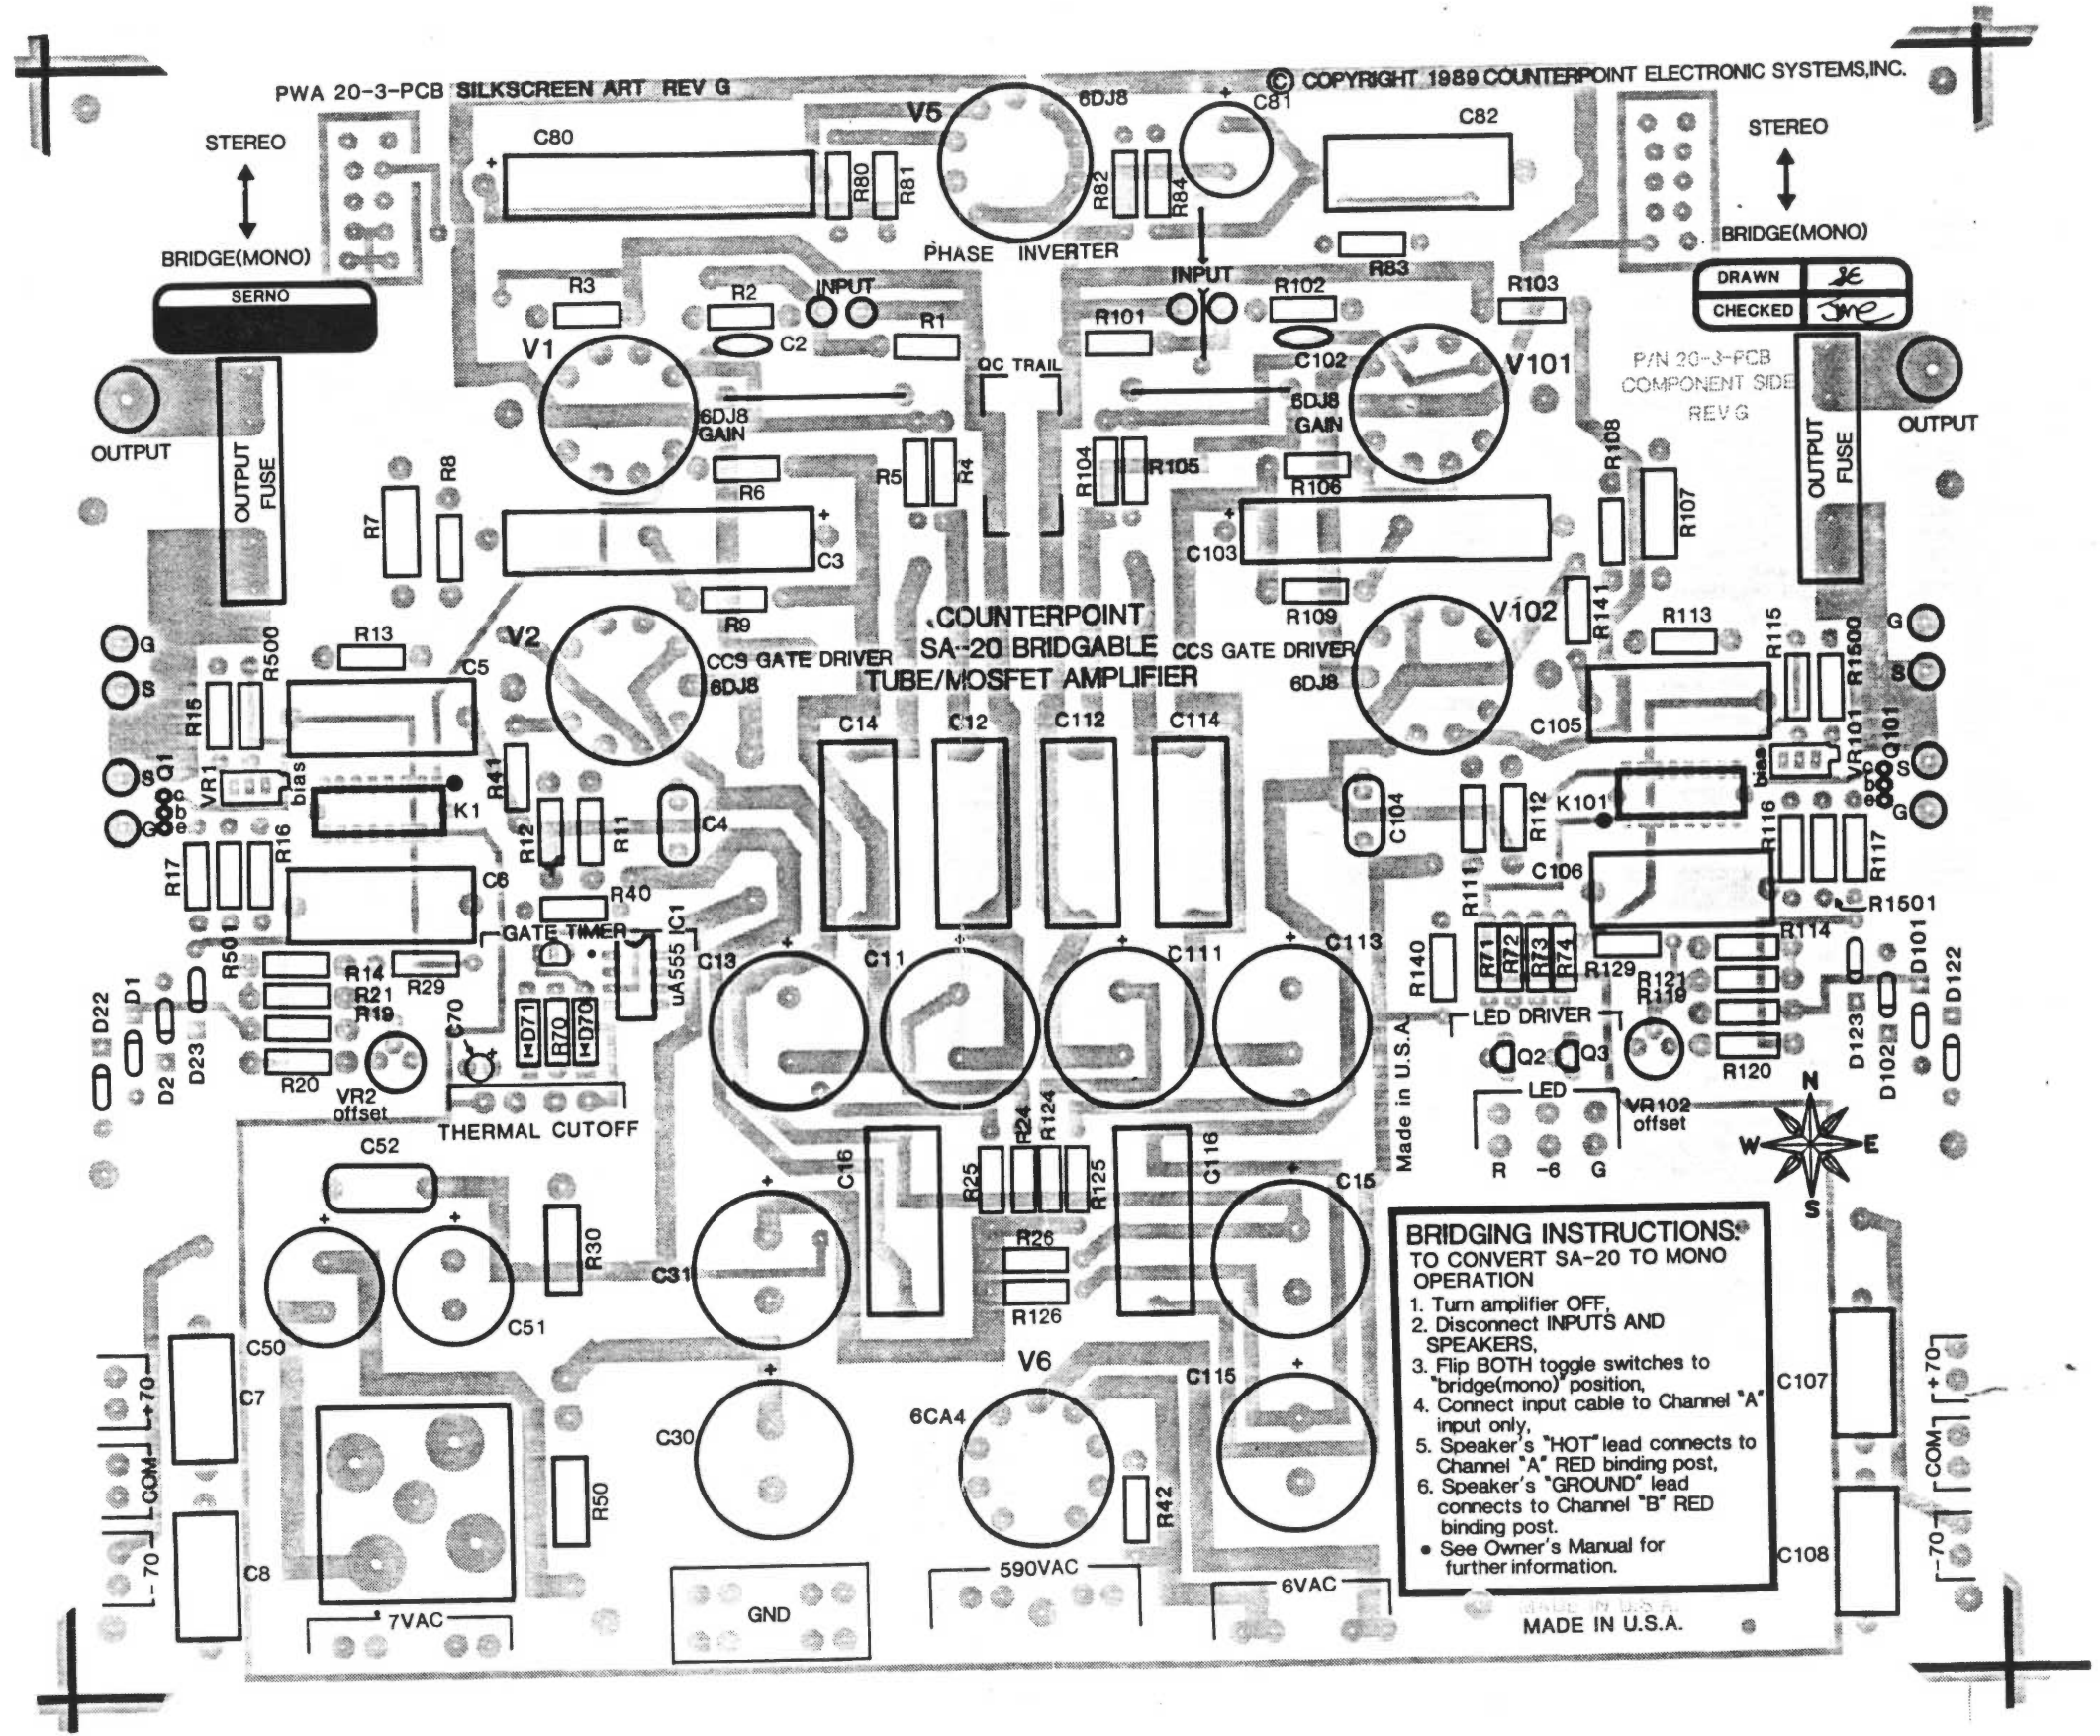 PWA 20-3-PCB SILKSCREEN ART REV G
© COPYRIGHT 1989 COUNTERPOINT ELECTRONIC SYSTEMS,INC.
STEREO
BRIDGE(MONO)
SERNO
C80
R80
R81
V5
6DJ8
PHASE INVERTER
R82
R84
C81
C82
R83
STEREO
BRIDGE(MONO)
DRAWN
CHECKED
P/N 20-3-PCB
COMPONENT SIDE
REV G
R3
R2
INPUT
R1
C2
V1
6DJ8
GAIN
QC TRAIL
INPUT
R101
R102
C102
R103
V101
6DJ8
GAIN
OUTPUT
OUTPUT FUSE
OUTPUT
OUTPUT FUSE
R7
R8
R6
R5
R4
R104
R105
R106
R108
R107
C3
C103
R9
R109
R141
V2
CCS GATE DRIVER
6DJ8
COUNTERPOINT
SA-20 BRIDGABLE
TUBE/MOSFET AMPLIFIER
CCS GATE DRIVER
6DJ8
V102
R113
R115
R1500
G
S
S
G
R13
R500
R15
C5
G
S
S
G
Q1
c
b
e
VR1
bias
K1
R41
R12
R11
C4
C14
C12
C112
C114
C104
R111
R112
C105
K101
bias
VR101
Q101
c
b
e
R116
R117
R17
R16
R501
C6
R40
GATE TIMER
IC1
uA555
C106
R1501
R114
R14
R21
R19
R29
R20
VR2
offset
C70
D71
R70
D70
THERMAL CUTOFF
D22
D1
D2
D23
C13
C11
C111
C113
R140
R71
R72
R73
R74
R129
R121
R119
R120
LED DRIVER
Q2
Q3
LED
R
-6
G
VR102
offset
D123
D102
D101
D122
Made in U.S.A.
N
W
E
S
C52
C50
C51
R30
C31
C16
R25
R24
R124
R125
R26
R126
C116
C15
C115
C7
C8
+70
COM
-70
R50
C30
V6
6CA4
R42
7VAC
GND
590VAC
6VAC
BRIDGING INSTRUCTIONS:
TO CONVERT SA-20 TO MONO
OPERATION
1. Turn amplifier OFF,
2. Disconnect INPUTS AND
SPEAKERS,
3. Flip BOTH toggle switches to
"bridge(mono)" position,
4. Connect input cable to Channel "A"
input only,
5. Speaker's "HOT" lead connects to
Channel "A" RED binding post,
6. Speaker's "GROUND" lead
connects to Channel "B" RED
binding post.
• See Owner's Manual for
further information.
C107
C108
+70
COM
-70
MADE IN U.S.A.
MADE IN U.S.A.